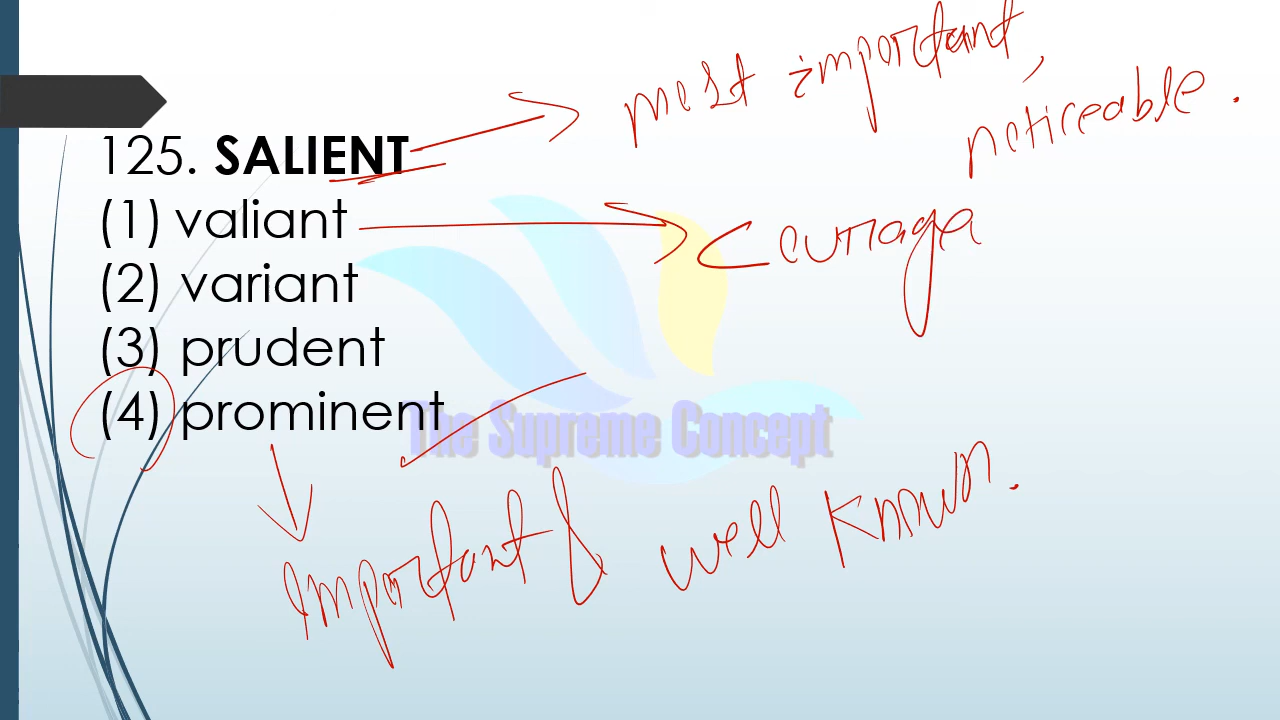 most important,
noticeable.
125. SALIENT
(1) valiant
courage
(2) variant
(3) prudent
(4) prominent
The Supreme Concept
Important & well known.